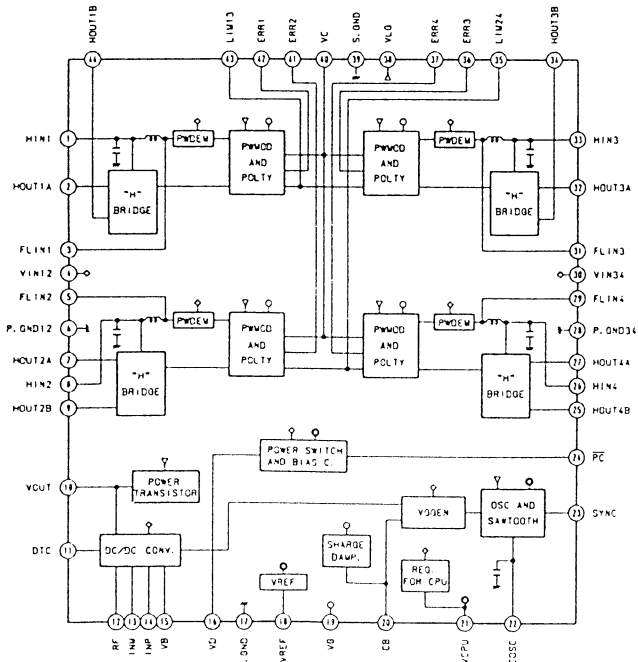 HOUT1B
LIM13
ERR1
ERR2
VC
S.GND
VLG
ERR4
ERR3
LIM24
HOUT3B
44
43
42
41
40
39
38
37
36
35
34
HIN1
1
PWDEM
PWMCD
AND
POLTY
PWMCD
AND
POLTY
PWDEM
33
HIN3
HOUT1A
2
"H"
BRIDGE
"H"
BRIDGE
32
HOUT3A
FLIN1
3
31
FLIN3
VIN12
4
30
VIN34
FLIN2
5
29
FLIN4
P.GND12
6
PWDEM
PWMCD
AND
POLTY
PWMCD
AND
POLTY
PWDEM
28
P.GND34
HOUT2A
7
"H"
BRIDGE
"H"
BRIDGE
27
HOUT4A
HIN2
8
26
HIN4
HOUT2B
9
25
HOUT4B
POWER SWITCH
AND BIAS C.
24
PC
VOUT
10
POWER
TRANSISTOR
VGGEN
OSC AND
SAWTOOTH
23
SYNC
DTC
11
DC/DC CONV.
SHARGE
DAMP.
REG.
FOR CPU
VREF
12
13
14
15
16
17
18
19
20
21
22
RF
INM
INP
VB
VD
.GND
VREF
VG
CB
VCPU
COSC